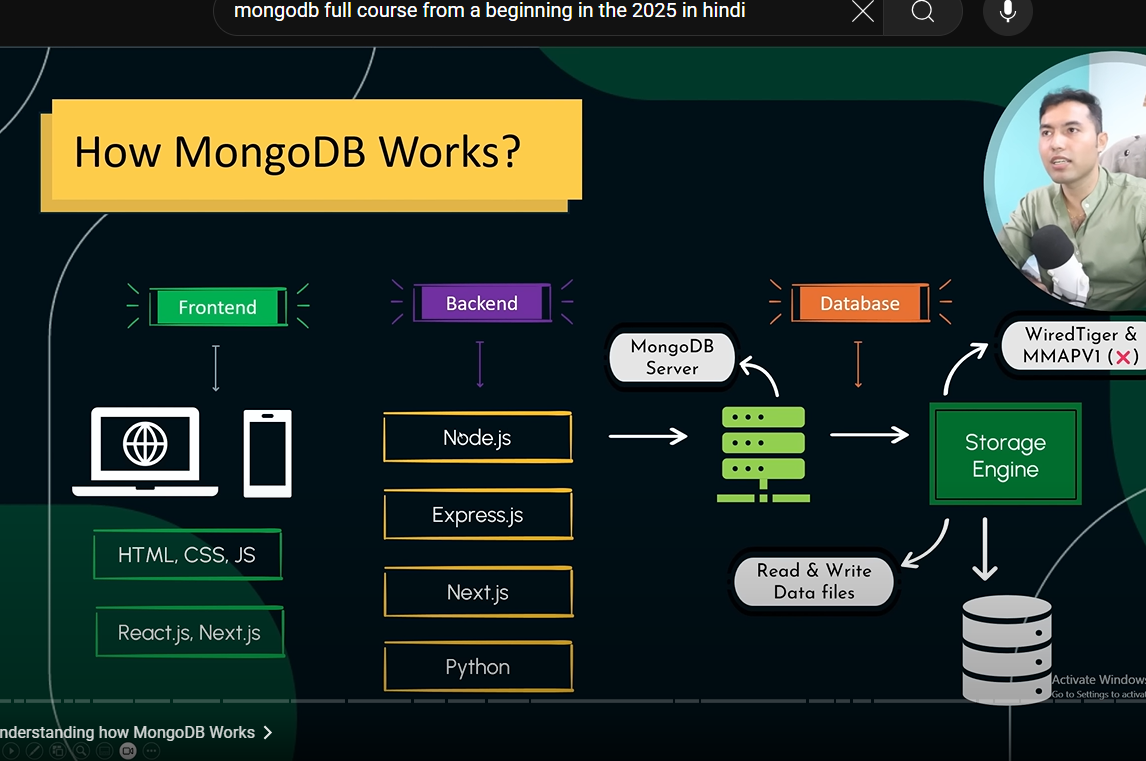 mongodb full course from a beginning in the 2025 in hindi
How MongoDB Works?
Frontend
Backend
Database
MongoDB
Server
WiredTiger &
MMAPV1 (❌)
Node.js
Storage
Engine
Express.js
HTML, CSS, JS
Read & Write
Data files
Next.js
React.js, Next.js
Python
Activate Windows
Go to Settings to activa
nderstanding how MongoDB Works